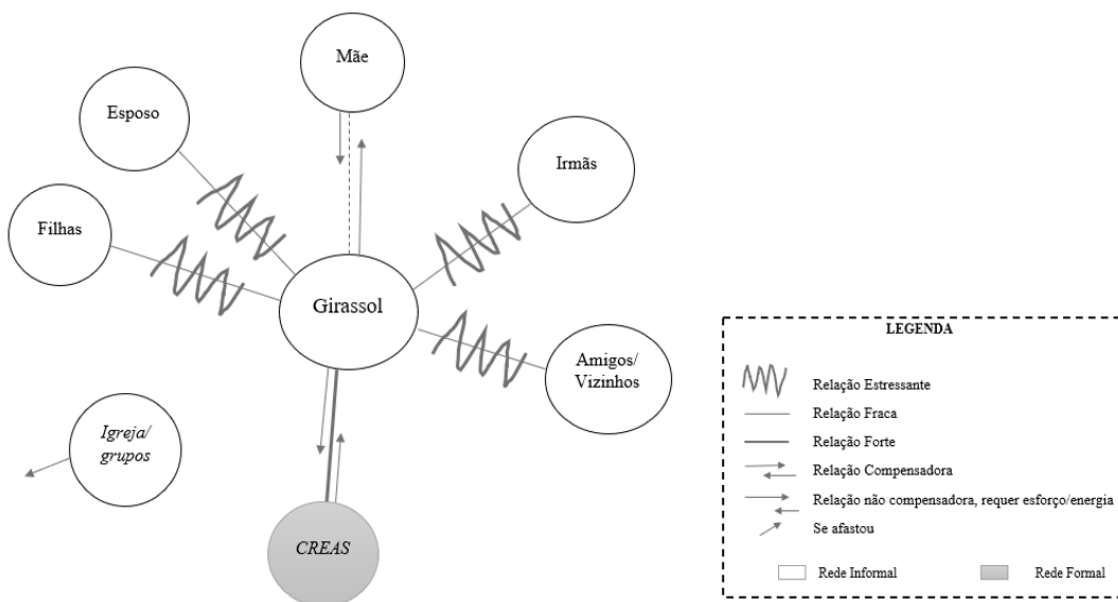 Mãe
Esposo
Irmãs
Filhas
Girassol
Amigos/
Vizinhos
Igreja/
grupos
CREAS
LEGENDA
Relação Estressante
Relação Fraca
Relação Forte
Relação Compensadora
Relação não compensadora, requer esforço/energia
Se afastou
Rede Informal
Rede Formal